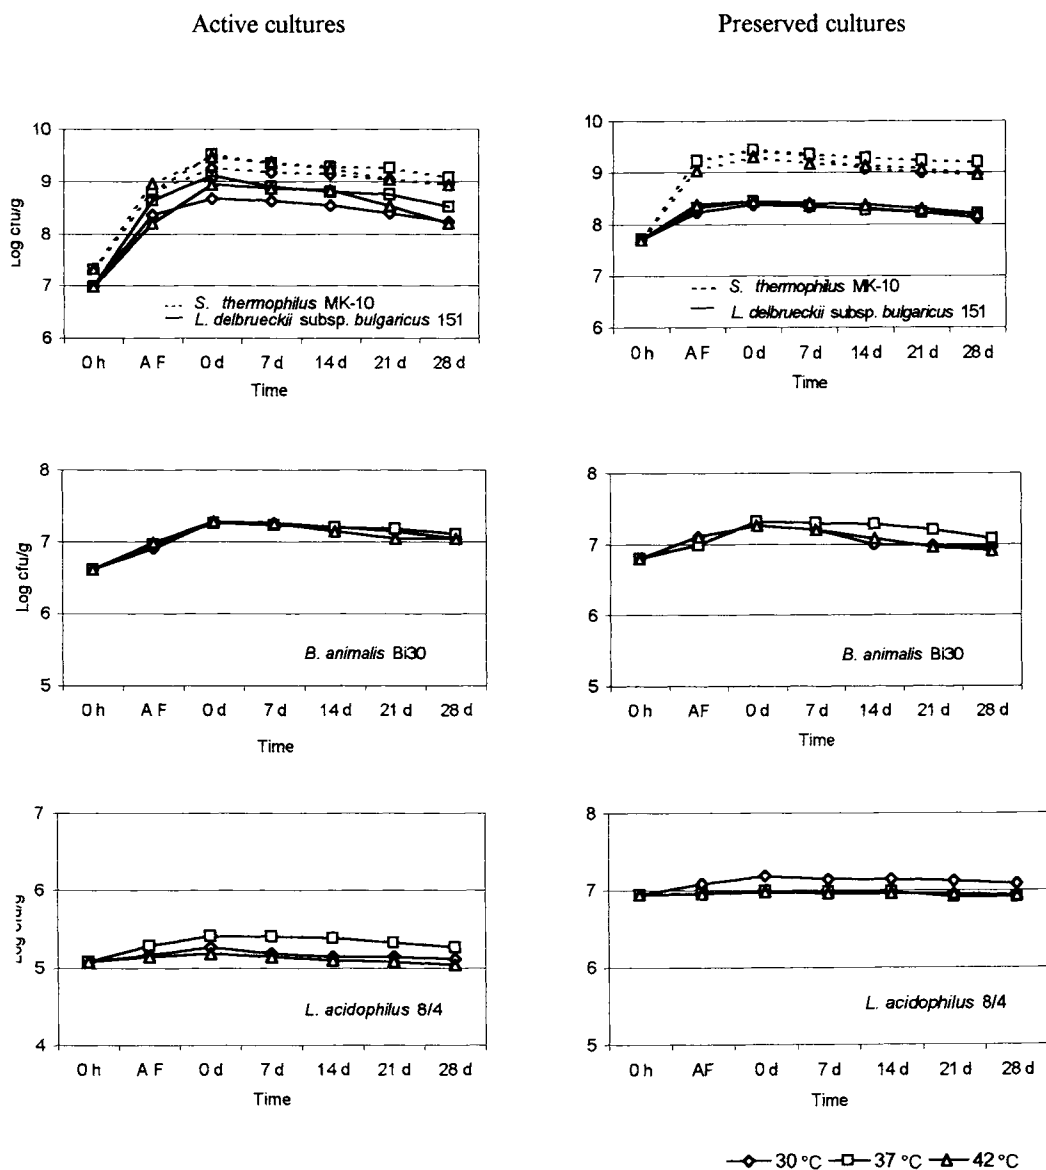 Active cultures
Preserved cultures
10
9
8
7
6
Log cfu/g
S. thermophilus MK-10
L. delbrueckii subsp. bulgaricus 151
0 h A F 0 d 7 d 14 d 21 d 28 d
Time
10
9
8
7
6
S. thermophilus MK-10
L. delbrueckii subsp. bulgaricus 151
0 h AF 0 d 7 d 14 d 21 d 28 d
Time
8
7
6
5
Log cfu/g
B. animalis Bi30
0 h A F 0 d 7 d 14 d 21 d 28 d
Time
8
7
6
5
B. animalis Bi30
0 h AF 0 d 7 d 14 d 21 d 28 d
Time
7
6
5
4
Log cfu/g
L. acidophilus 8/4
0 h A F 0 d 7 d 14 d 21 d 28 d
Time
8
7
6
5
L. acidophilus 8/4
0 h AF 0 d 7 d 14 d 21 d 28 d
Time
30 °C 37 °C 42 °C